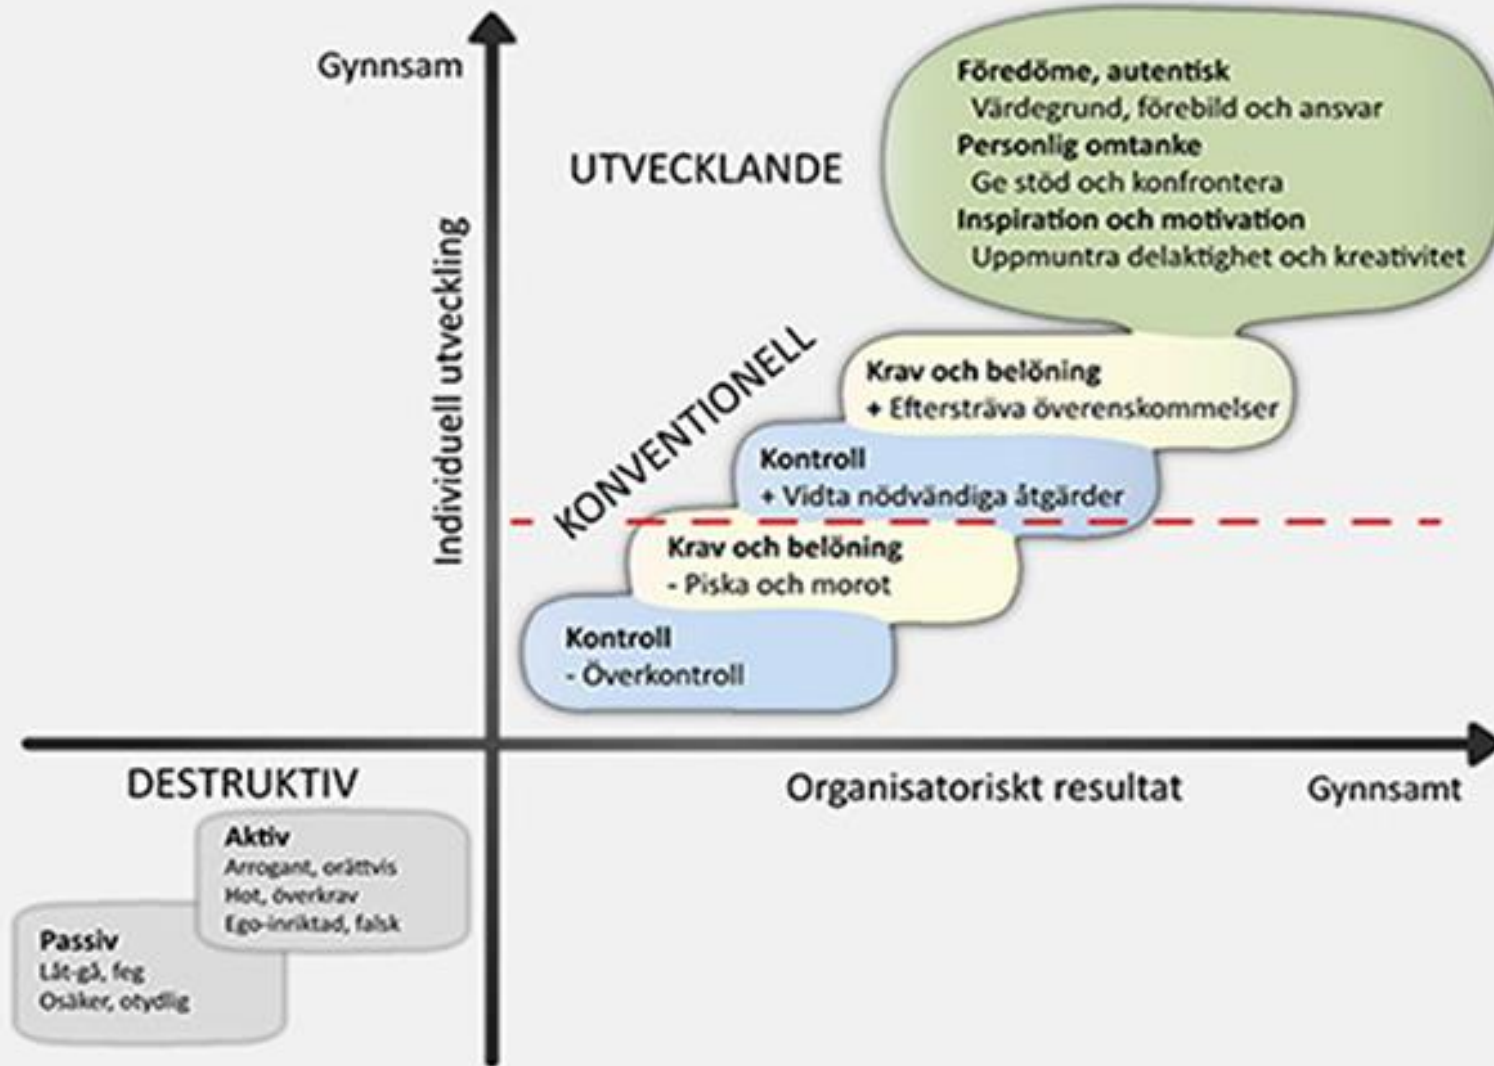 Gynnsam
Individuell utveckling
UTVECKLANDE
Föredöme, autentisk
Värdegrund, förebild och ansvar
Personlig omtanke
Ge stöd och konfrontera
Inspiration och motivation
Uppmuntra delaktighet och kreativitet
KONVENTIONELL
Krav och belöning
+ Eftersträva överenskommelser
Kontroll
+ Vidta nödvändiga åtgärder
Krav och belöning
- Piska och morot
Kontroll
- Överkontroll
DESTRUKTIV
Organisatoriskt resultat
Gynnsamt
Aktiv
Arrogant, orättvis
Hot, överkrav
Ego-inriktad, falsk
Passiv
Låt-gå, feg
Osäker, otydlig